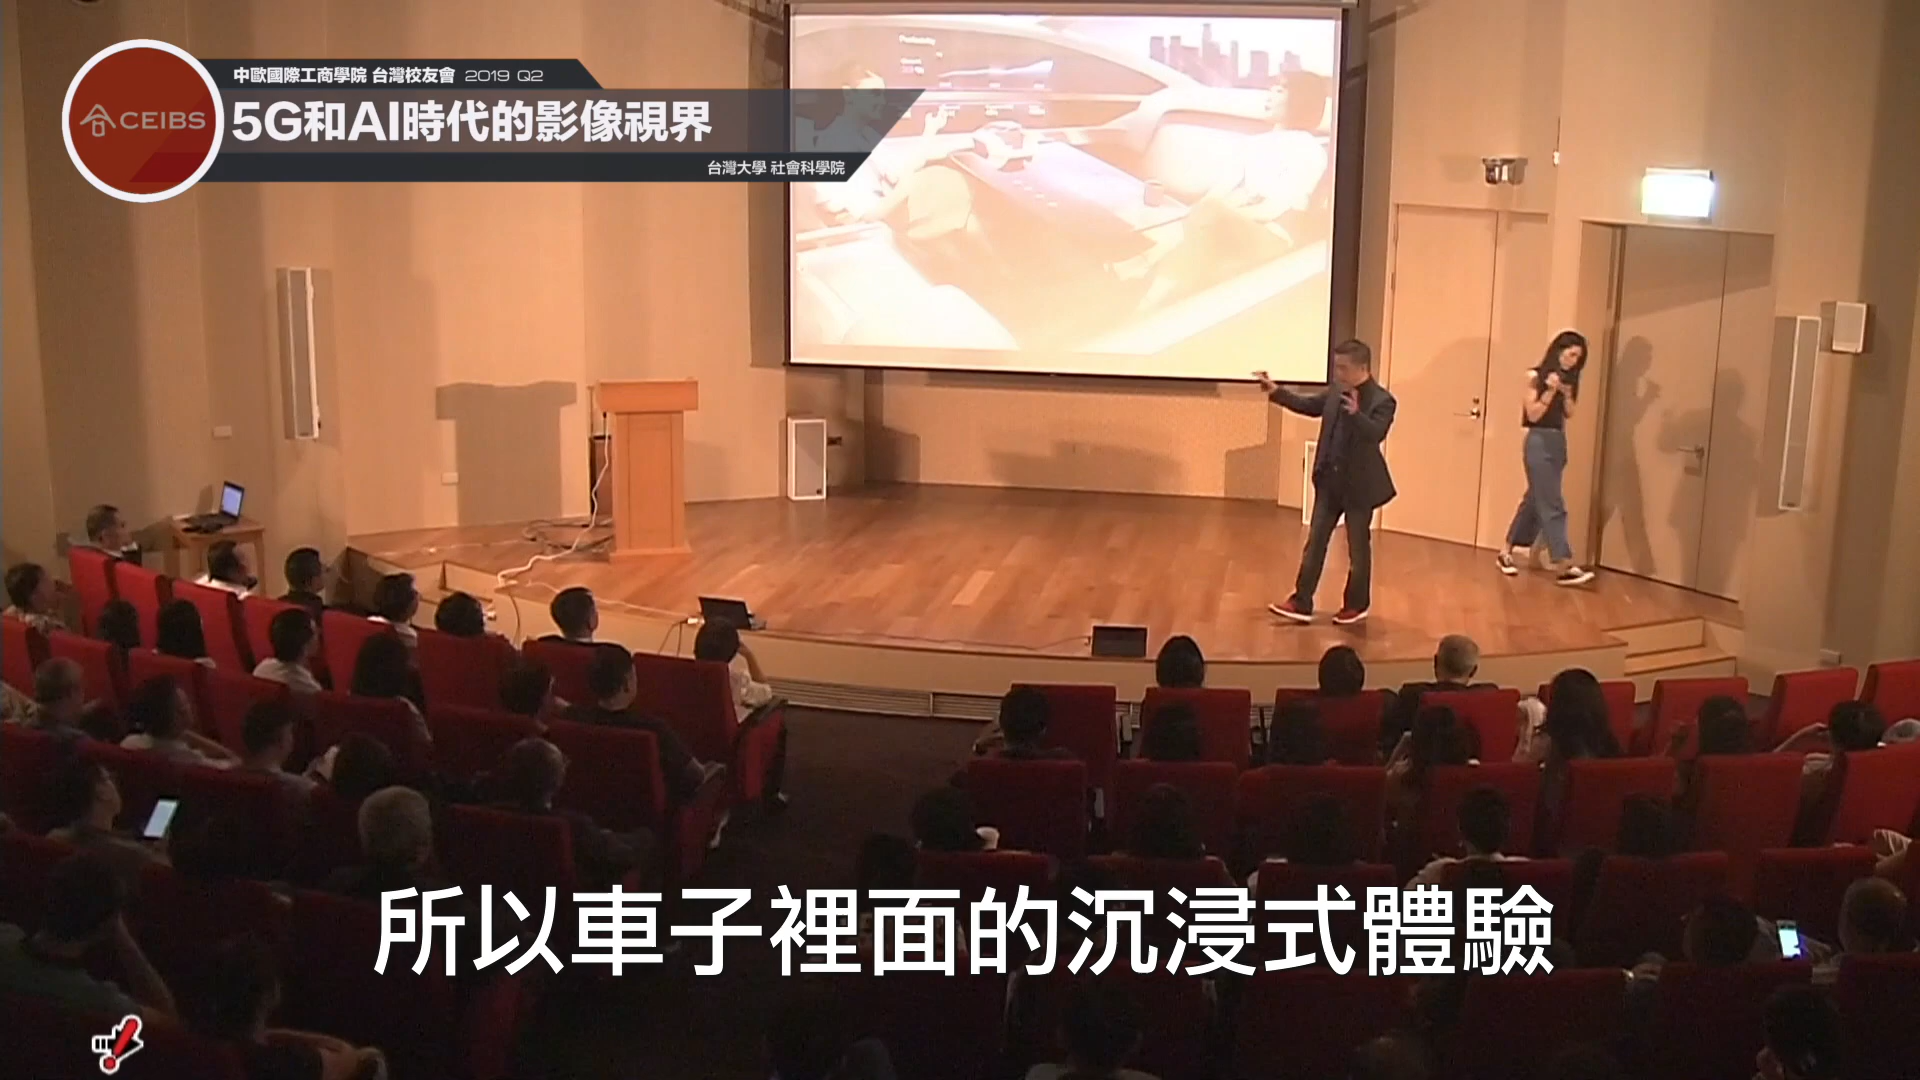 中歐國際工商學院 台灣校友會 2019 Q2
CEIBS
5G和AI時代的影像視界
台灣大學 社會科學院
所以車子裡面的沉浸式體驗